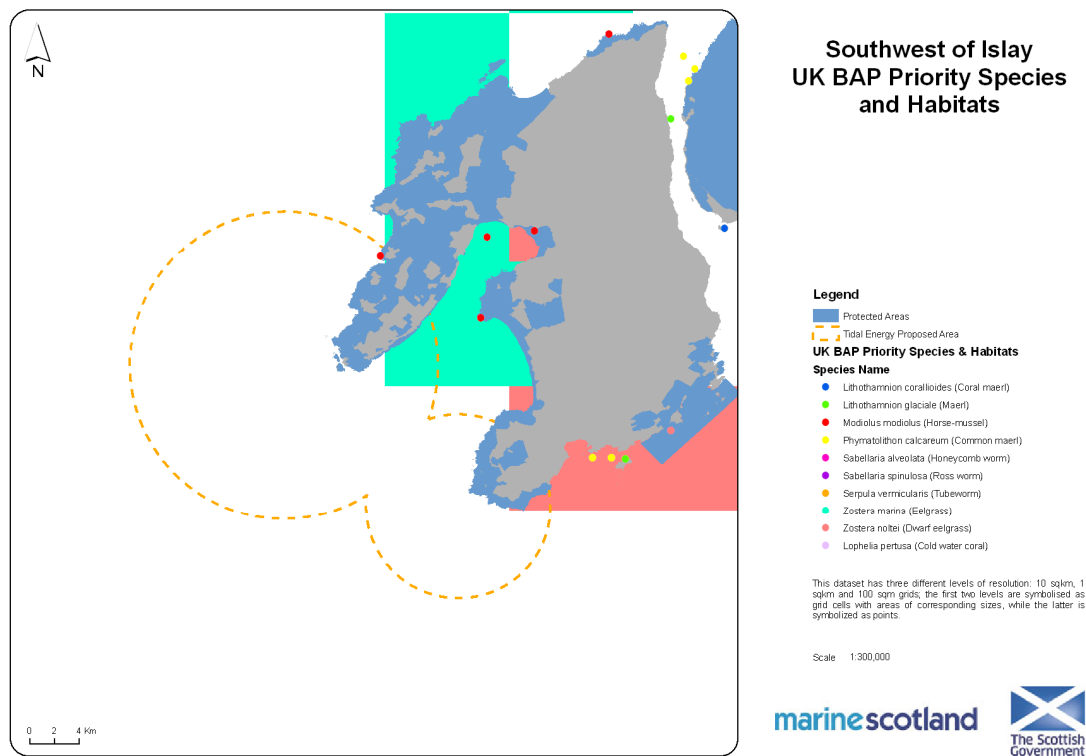 N
Southwest of Islay
UK BAP Priority Species
and Habitats
Legend
Protected Areas
Tidal Energy Proposed Area
UK BAP Priority Species & Habitats
Species Name
Lithothamnion corallioides (Coral maerl)
Lithothamnion glaciale (Maerl)
Modiolus modiolus (Horse-mussel)
Phymatolithon calcareum (Common maerl)
Sabellaria alveolata (Honeycomb worm)
Sabellaria spinulosa (Ross worm)
Serpula vermicularis (Tubeworm)
Zostera marina (Eelgrass)
Zostera noltei (Dwarf eelgrass)
Lophelia pertusa (Cold water coral)
This dataset has three different levels of resolution: 10 sqkm, 1
sqkm and 100 sqm grids; the first two levels are symbolised as
grid cells with areas of corresponding sizes, while the latter is
symbolized as points.
Scale 1:300,000
0 2 4 Km
marinescotland
The Scottish
Government